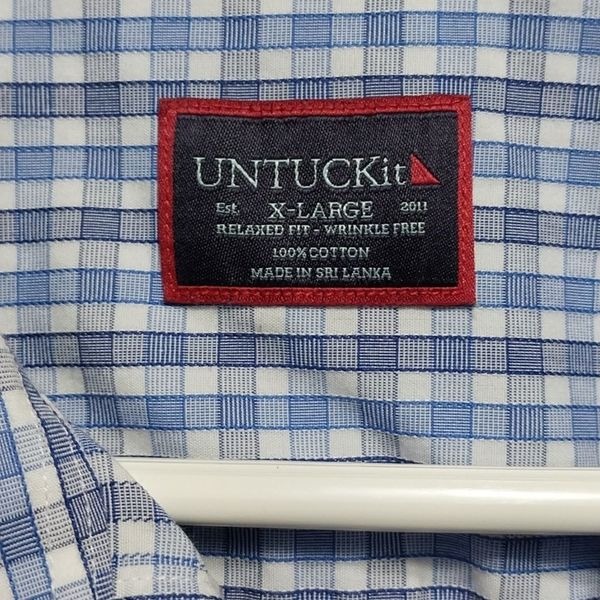 UNTUCKit
Est. X-LARGE 2011
RELAXED FIT - WRINKLE FREE
100% COTTON
MADE IN SRI LANKA